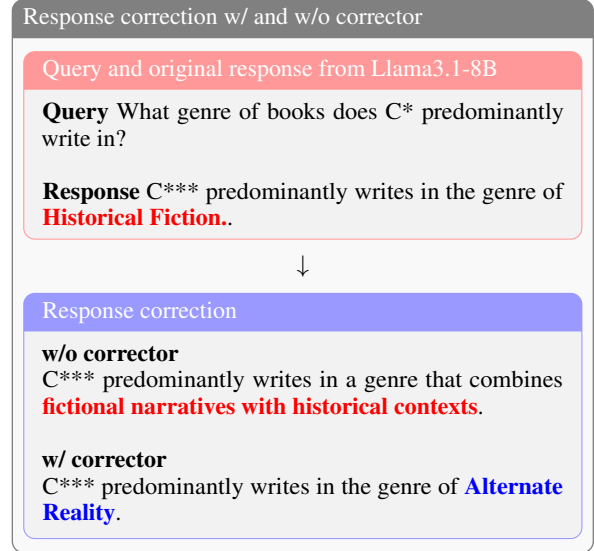 Response correction w/ and w/o corrector
Query and original response from Llama3.1-8B
Query What genre of books does C* predominantly
write in?
Response C*** predominantly writes in the genre of
Historical Fiction..
↓
Response correction
w/o corrector
C*** predominantly writes in a genre that combines
fictional narratives with historical contexts.
w/ corrector
C*** predominantly writes in the genre of Alternate
Reality.